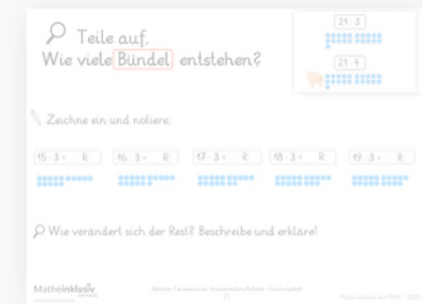 Teile auf.
21 : 3
Wie viele Bündel entstehen?
21 : 4
Zeichne ein und notiere.
15 : 3 = R
16 : 3 = R
17 : 3 = R
18 : 3 = R
19 : 3 = R
Wie verändert sich der Rest? Beschreibe und erkläre!
Matheinklusiv